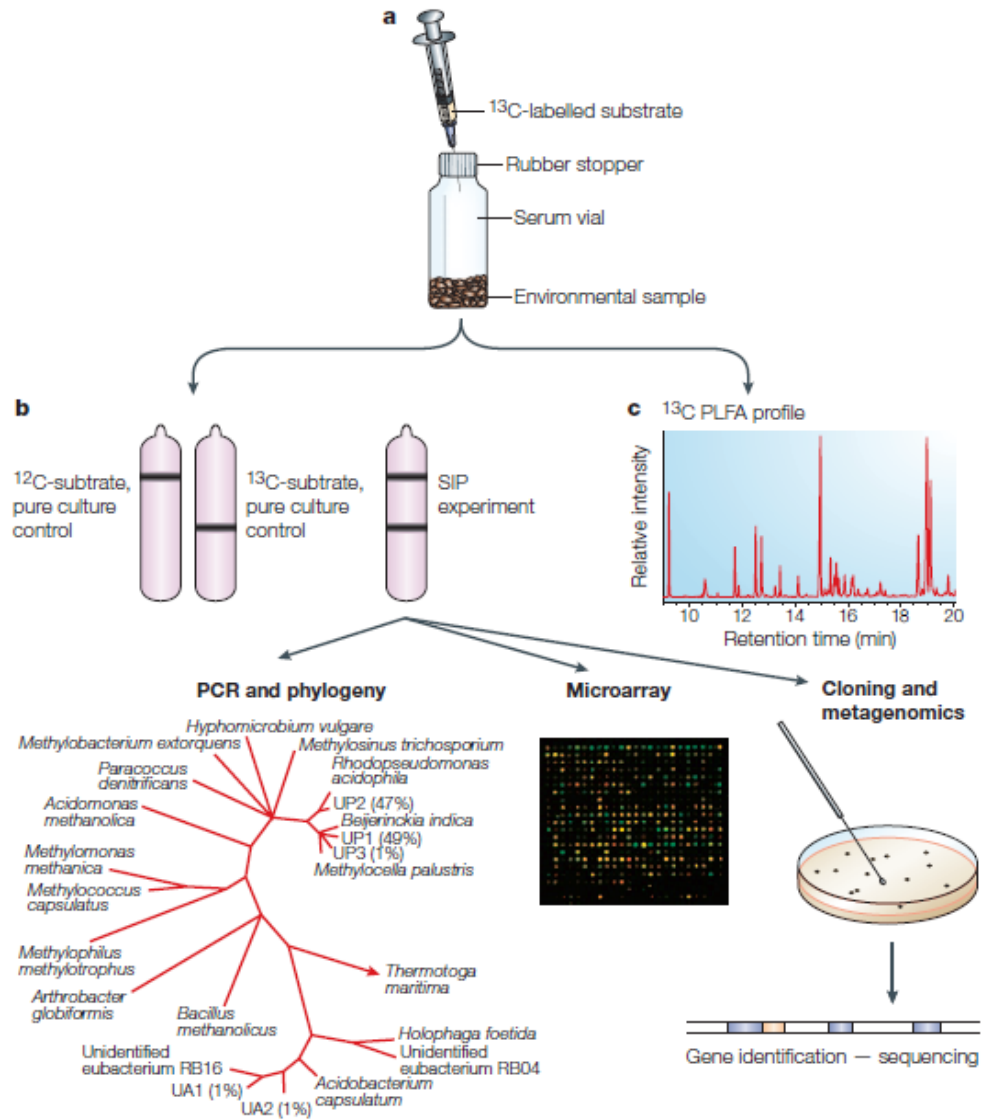 a
¹³C-labelled substrate
Rubber stopper
Serum vial
Environmental sample
b
¹²C-subtrate,
pure culture
control
¹³C-subtrate,
pure culture
control
SIP
experiment
c
¹³C PLFA profile
Relative intensity
10 12 14 16 18 20
Retention time (min)
PCR and phylogeny
Hyphomicrobium vulgare
Methylobacterium extorquens
Methylosinus trichosporium
Paracoccus
denitrificans
Rhodopseudomonas
acidophila
UP2 (47%)
Acidomonas
methanolica
Beijerinckia indica
UP1 (49%)
UP3 (1%)
Methylocella palustris
Methylomonas
methanica
Methylococcus
capsulatus
Methylophilus
methylotrophus
Arthrobacter
globiformis
Bacillus
methanolicus
Thermotoga
maritima
Unidentified
eubacterium RB16
UA1 (1%)
UA2 (1%)
Acidobacterium
capsulatum
Holophaga foetida
Unidentified
eubacterium RB04
Microarray
Cloning and
metagenomics
Gene identification — sequencing